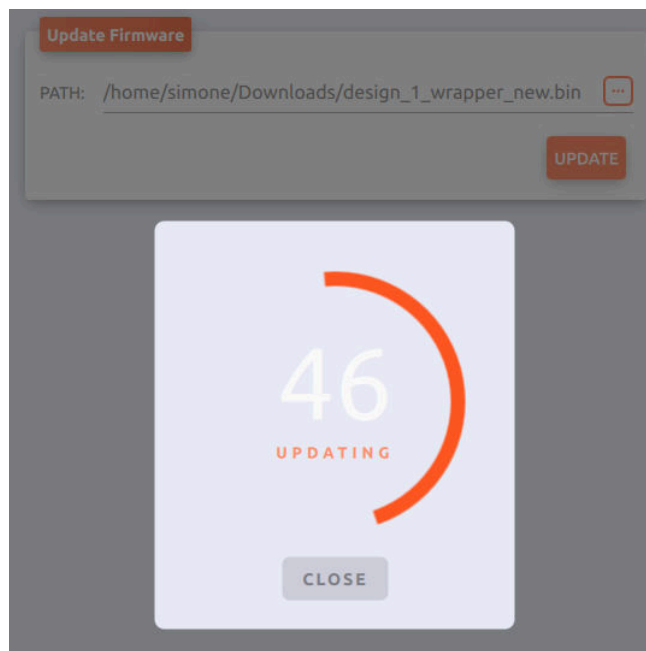 Update Firmware
PATH: /home/simone/Downloads/design_1_wrapper_new.bin ...
UPDATE
46
UPDATING
CLOSE